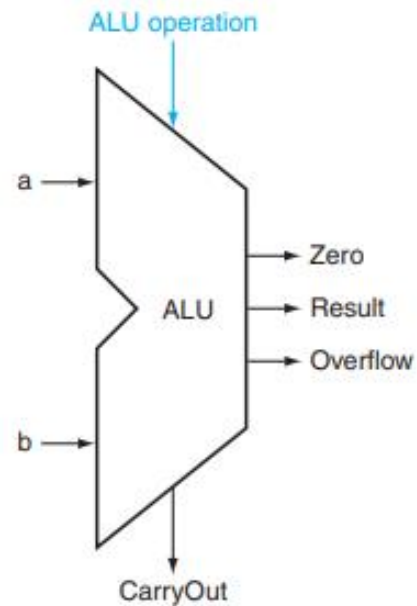 ALU operation
a
Zero
ALU
Result
Overflow
b
CarryOut